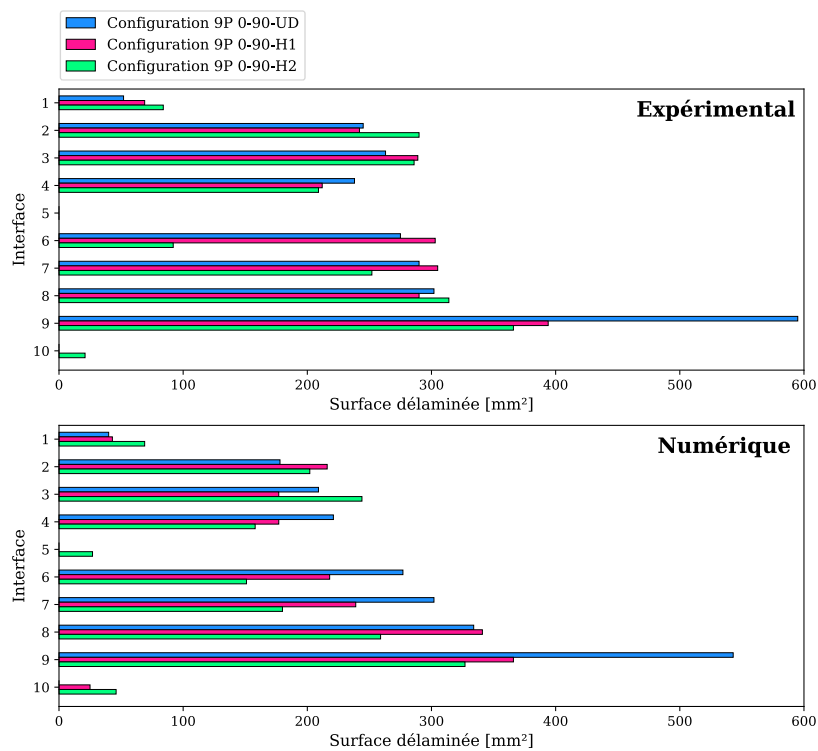 Configuration 9P 0-90-UD
Configuration 9P 0-90-H1
Configuration 9P 0-90-H2
Expérimental
Interface
1
2
3
4
5
6
7
8
9
10
0 100 200 300 400 500 600
Surface délaminée [mm²]
Numérique
Interface
1
2
3
4
5
6
7
8
9
10
0 100 200 300 400 500 600
Surface délaminée [mm²]